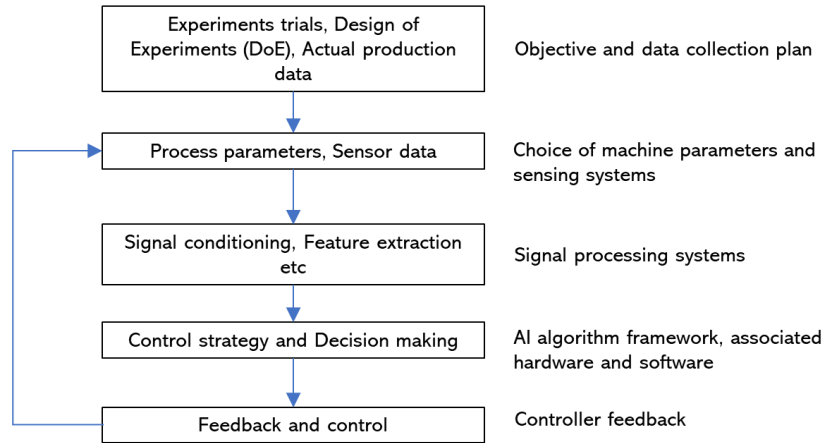 Experiments trials, Design of
Experiments (DoE), Actual production
data
Objective and data collection plan
Process parameters, Sensor data
Choice of machine parameters and
sensing systems
Signal conditioning, Feature extraction
etc
Signal processing systems
Control strategy and Decision making
AI algorithm framework, associated
hardware and software
Feedback and control
Controller feedback